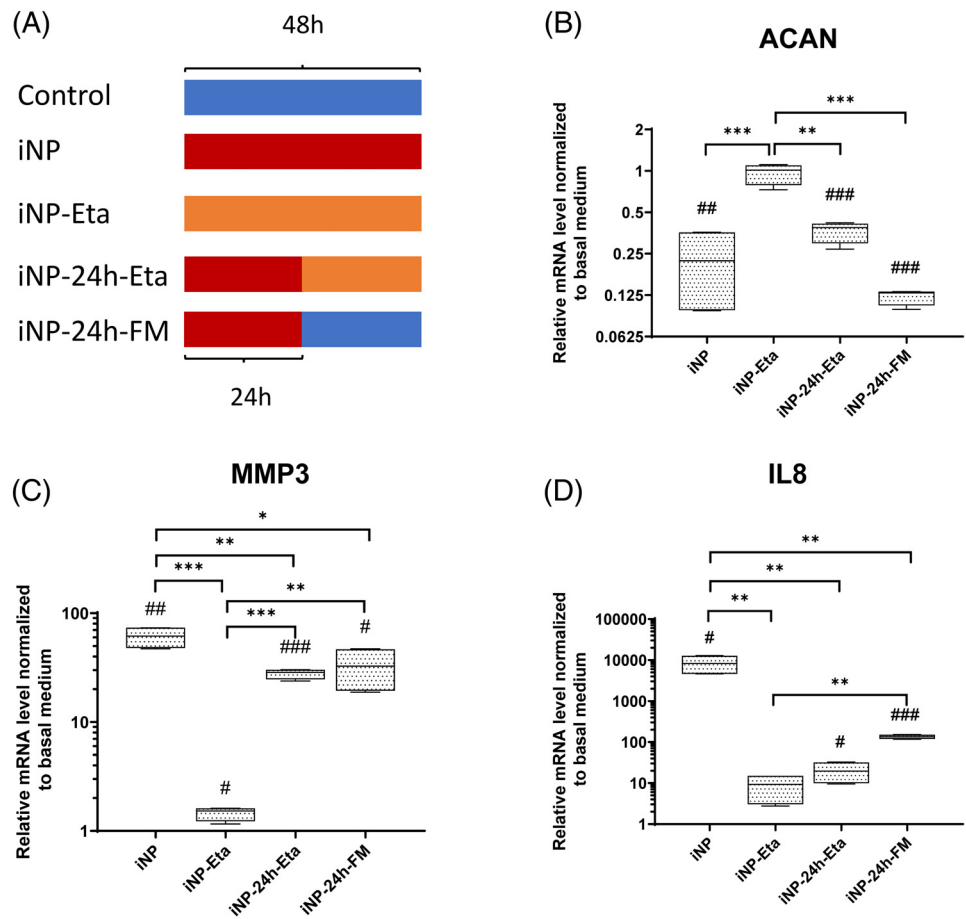 (A)
48h
Control
iNP
iNP-Eta
iNP-24h-Eta
iNP-24h-FM
24h
(B)
ACAN
Relative mRNA level normalized
to basal medium
2
1
0.5
0.25
0.125
0.0625
***
*** **
##
###
###
iNP
iNP-Eta
iNP-24h-Eta
iNP-24h-FM
(C)
MMP3
Relative mRNA level normalized
to basal medium
100
10
1
*
**
*** **
***
##
#
###
#
iNP
iNP-Eta
iNP-24h-Eta
iNP-24h-FM
(D)
IL8
Relative mRNA level normalized
to basal medium
100000
10000
1000
100
10
1
**
**
**
**
#
#
###
iNP
iNP-Eta
iNP-24h-Eta
iNP-24h-FM